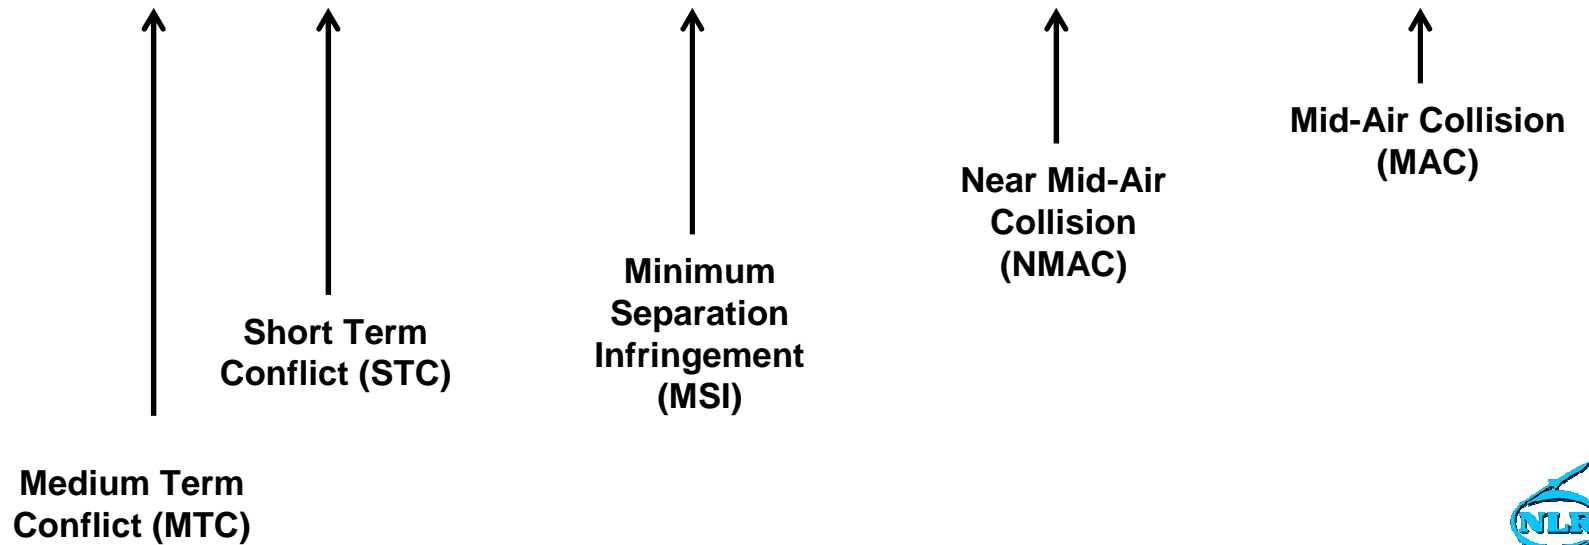 Mid-Air Collision
(MAC)
Near Mid-Air
Collision
(NMAC)
Minimum
Separation
Infringement
(MSI)
Short Term
Conflict (STC)
Medium Term
Conflict (MTC)
NLR